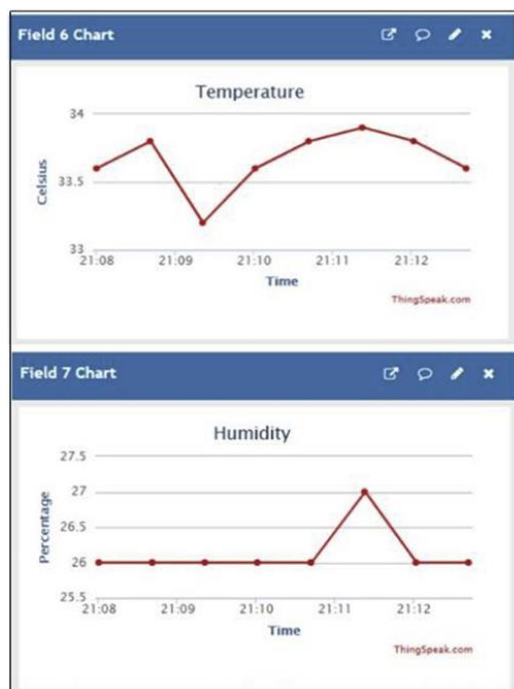 Field 6 Chart
Temperature
34
33.5
33
Celsius
21:08 21:09 21:10 21:11 21:12
Time
ThingSpeak.com
Field 7 Chart
Humidity
27.5
27
26.5
26
25.5
Percentage
21:08 21:09 21:10 21:11 21:12
Time
ThingSpeak.com